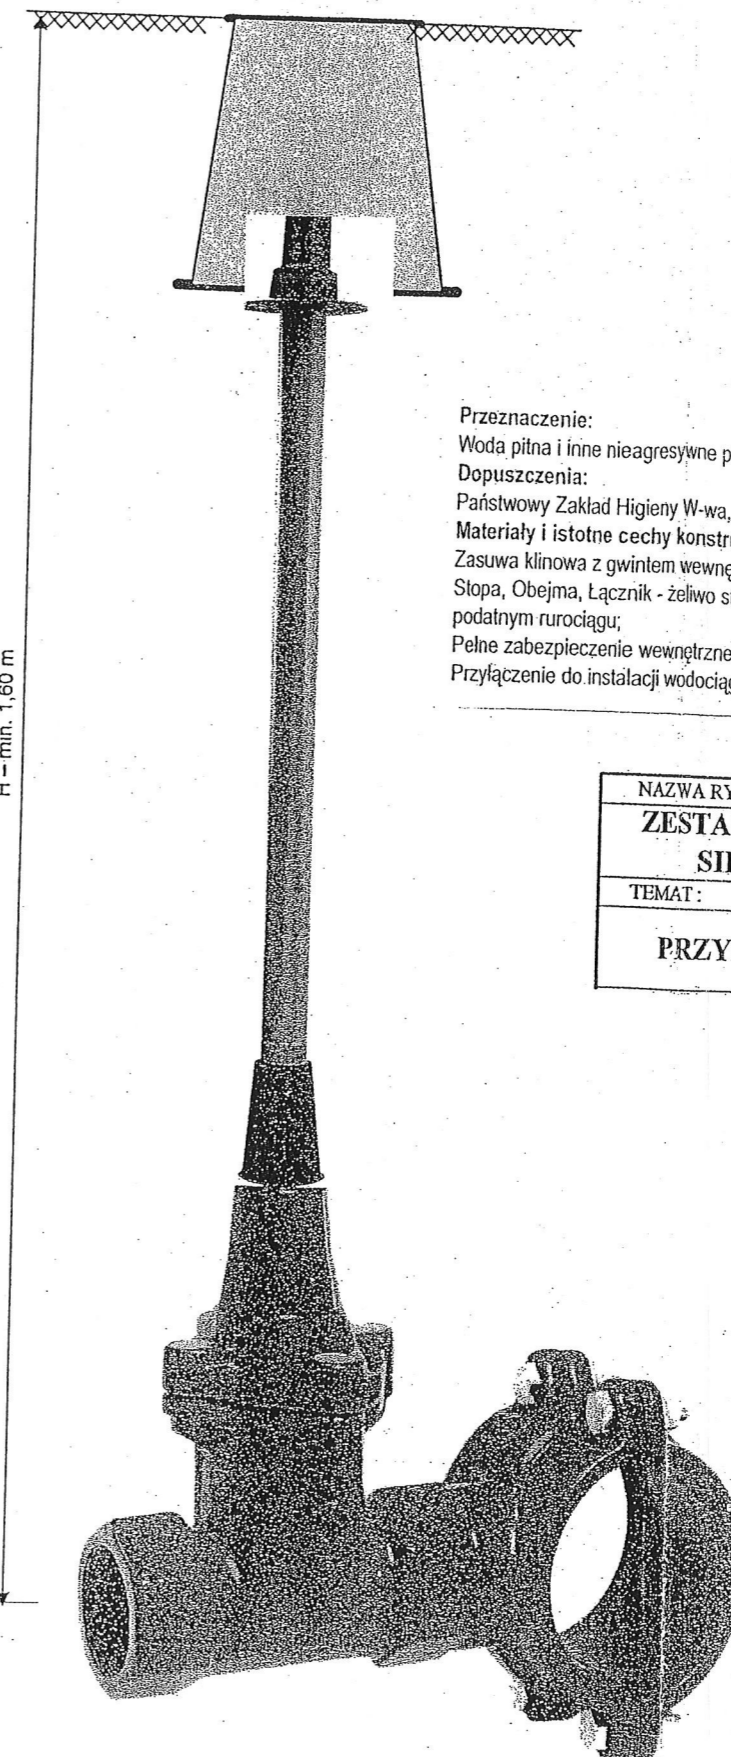 H – min. 1,60 m
Przeznaczenie:
Woda pitna i inne nieagresywne p
Dopuszczenia:
Państwowy Zakład Higieny W-wa,
Materiały i istotne cechy konstr
Zasuwa klinowa z gwintem wewnę
Stopa, Obejma, Łącznik - żeliwo s
podatnym rurociągu;
Pełne zabezpieczenie wewnętrzne
Przyłączenie do instalacji wodocią
NAZWA RY
ZESTA
SI
TEMAT :
PRZY